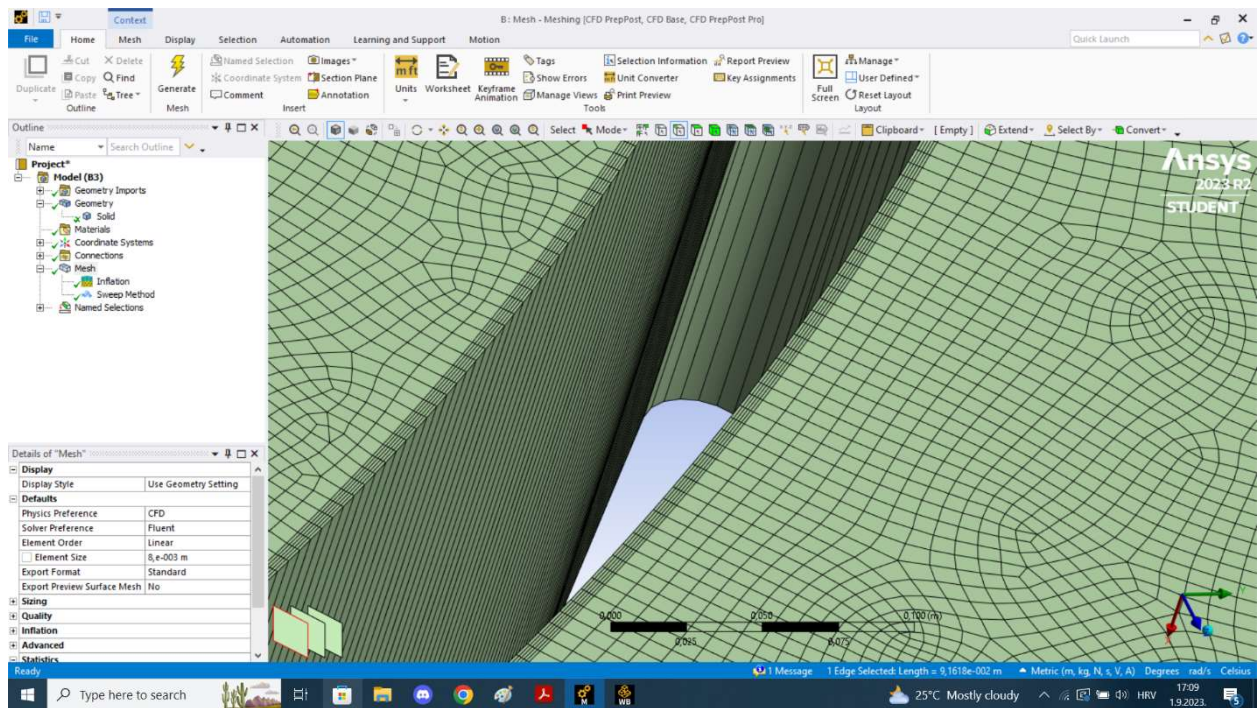 Context
B : Mesh - Meshing [CFD PrepPost, CFD Base, CFD PrepPost Pro]
File Home Mesh Display Selection Automation Learning and Support Motion
Quick Launch
Duplicate
Cut
Copy
Paste
Delete
Find
Tree
Outline
Generate
Mesh
Mesh
Named Selection
Coordinate System
Comment
Images
Section Plane
Annotation
Insert
m ft
Units
Worksheet
Keyframe
Animation
Tags
Show Errors
Manage Views
Selection Information
Unit Converter
Print Preview
Report Preview
Key Assignments
Tools
Full
Screen
Manage
User Defined
Reset Layout
Layout
Outline
Select Mode Clipboard [ Empty ] Extend Select By Convert
Name Search Outline
Project*
Model (B3)
Geometry Imports
Geometry
Solid
Materials
Coordinate Systems
Connections
Mesh
Inflation
Sweep Method
Named Selections
Ansys
2023 R2
STUDENT
Details of "Mesh"
Display
Display Style Use Geometry Setting
Defaults
Physics Preference CFD
Solver Preference Fluent
Element Order Linear
Element Size 8,e-003 m
Export Format Standard
Export Preview Surface Mesh No
Sizing
Quality
Inflation
Advanced
Statistics
0,000 0,050 0,100 (m)
0,025 0,075
Y
X
Ready
1 Message 1 Edge Selected: Length = 9,1618e-002 m Metric (m, kg, N, s, V, A) Degrees rad/s Celsius
Type here to search
M
WB
25°C Mostly cloudy
HRV
17:09
1.9.2023.
5